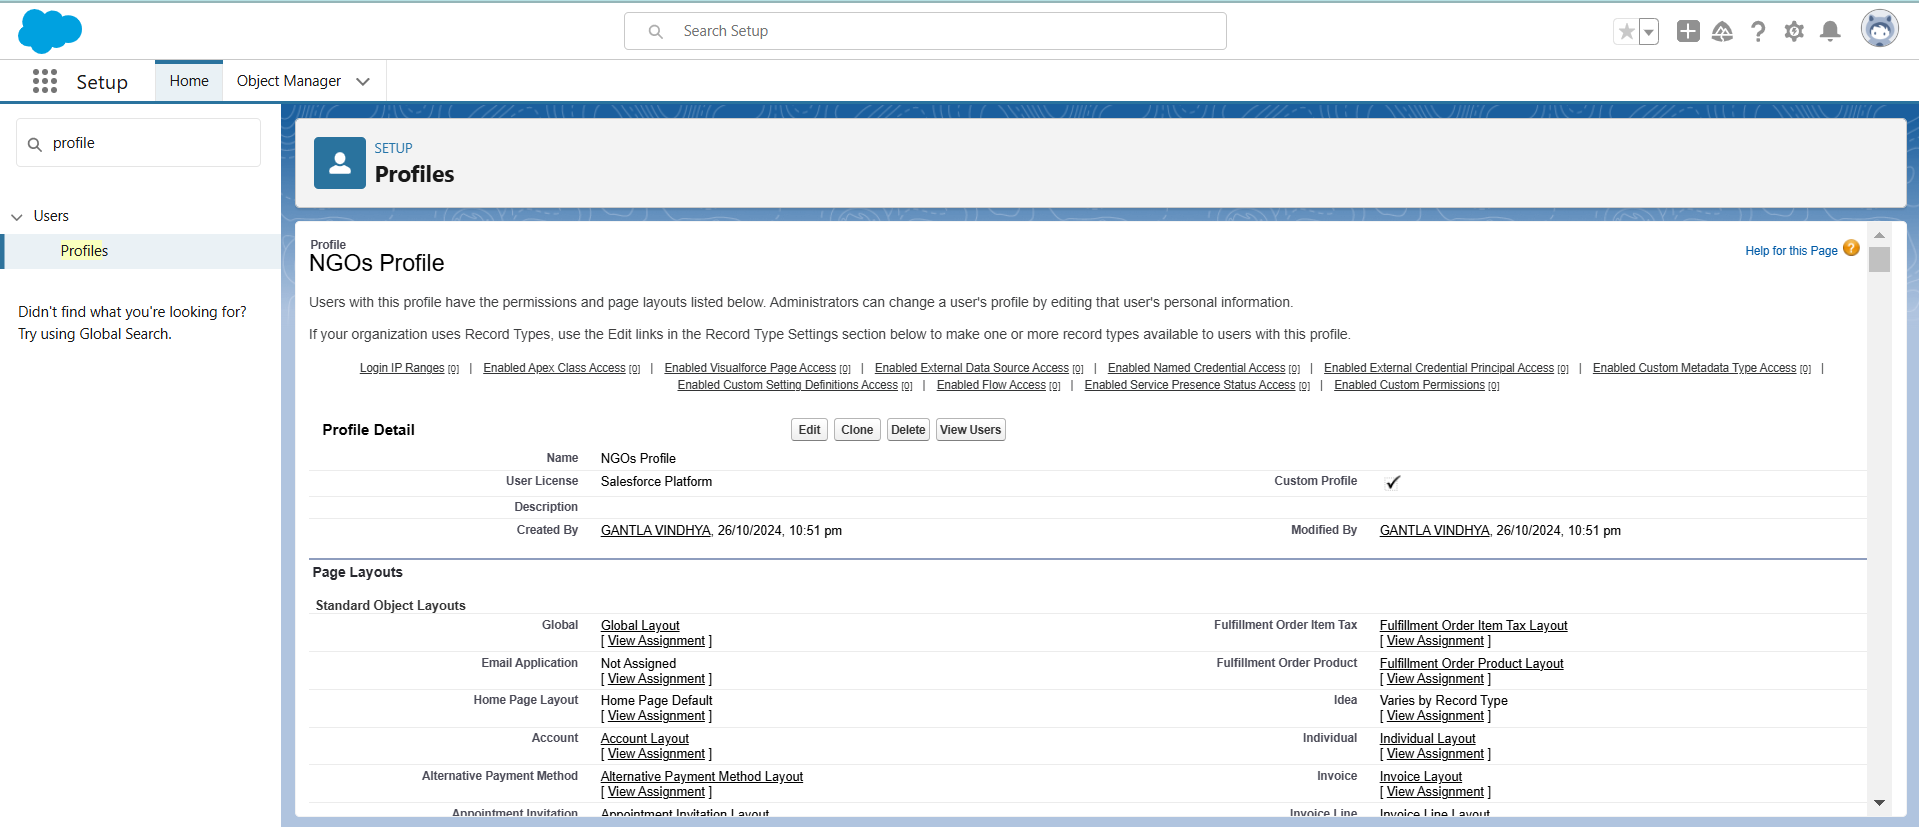 Search Setup
Setup
Home
Object Manager
profile
Users
Profiles
Didn't find what you're looking for?
Try using Global Search.
SETUP
Profiles
Profile
NGOs Profile
Help for this Page ?
Users with this profile have the permissions and page layouts listed below. Administrators can change a user's profile by editing that user's personal information.
If your organization uses Record Types, use the Edit links in the Record Type Settings section below to make one or more record types available to users with this profile.
Login IP Ranges [0] | Enabled Apex Class Access [0] | Enabled Visualforce Page Access [0] | Enabled External Data Source Access [0] | Enabled Named Credential Access [0] | Enabled External Credential Principal Access [0] | Enabled Custom Metadata Type Access [0] |
Enabled Custom Setting Definitions Access [0] | Enabled Flow Access [0] | Enabled Service Presence Status Access [0] | Enabled Custom Permissions [0]
Profile Detail Edit Clone Delete View Users
Name NGOs Profile
User License Salesforce Platform Custom Profile ✓
Description
Created By GANTLA VINDHYA, 26/10/2024, 10:51 pm Modified By GANTLA VINDHYA, 26/10/2024, 10:51 pm
Page Layouts
Standard Object Layouts
Global Global Layout Fulfillment Order Item Tax Fulfillment Order Item Tax Layout
[ View Assignment ] [ View Assignment ]
Email Application Not Assigned Fulfillment Order Product Fulfillment Order Product Layout
[ View Assignment ] [ View Assignment ]
Home Page Layout Home Page Default Idea Varies by Record Type
[ View Assignment ] [ View Assignment ]
Account Account Layout Individual Individual Layout
[ View Assignment ] [ View Assignment ]
Alternative Payment Method Alternative Payment Method Layout Invoice Invoice Layout
[ View Assignment ] [ View Assignment ]
Appointment Invitation Appointment Invitation Layout Invoice Line Invoice Line Layout